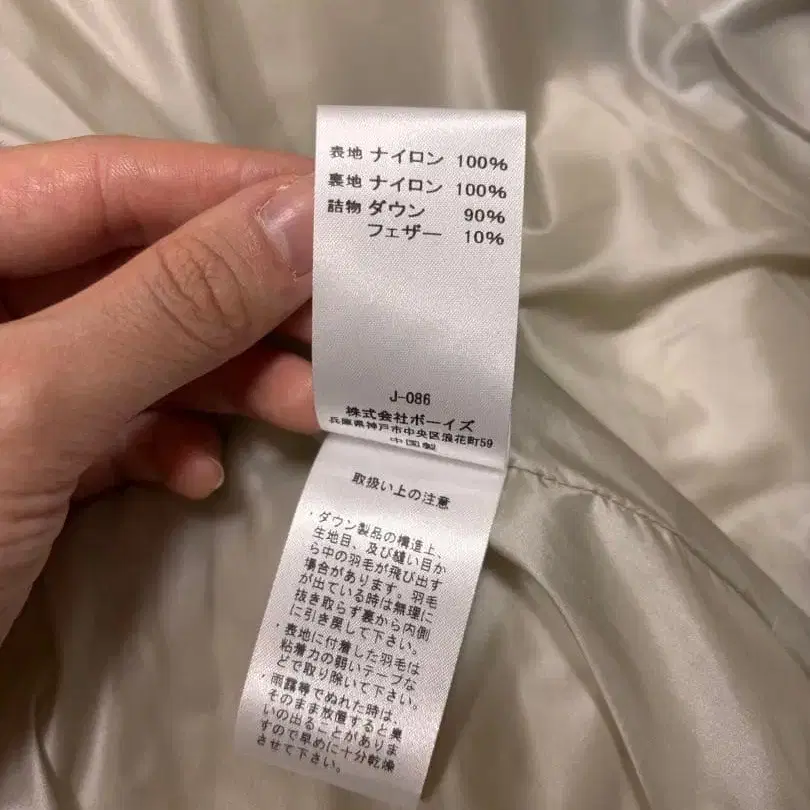 表地 ナイロン 100%
裏地 ナイロン 100%
詰物 ダウン 90%
フェザー 10%
J-086
株式会社ボーイズ
兵庫県神戸市中央区浪花町59
中国製
取扱い上の注意
・ダウン製品の構造上、
生地目、及び縫い目か
ら中の羽毛が飛び出す
場合があります。羽毛
が出ている時は無理に
抜き取らず裏から内側
に引き戻して下さい。
・表地に付着した羽毛は
粘着力の弱いテープな
どで取り除いて下さい。
・雨露等でぬれた時は、
そのまま放置すると臭
いの出ることがありま
すので早めに十分乾燥
させて下さい。